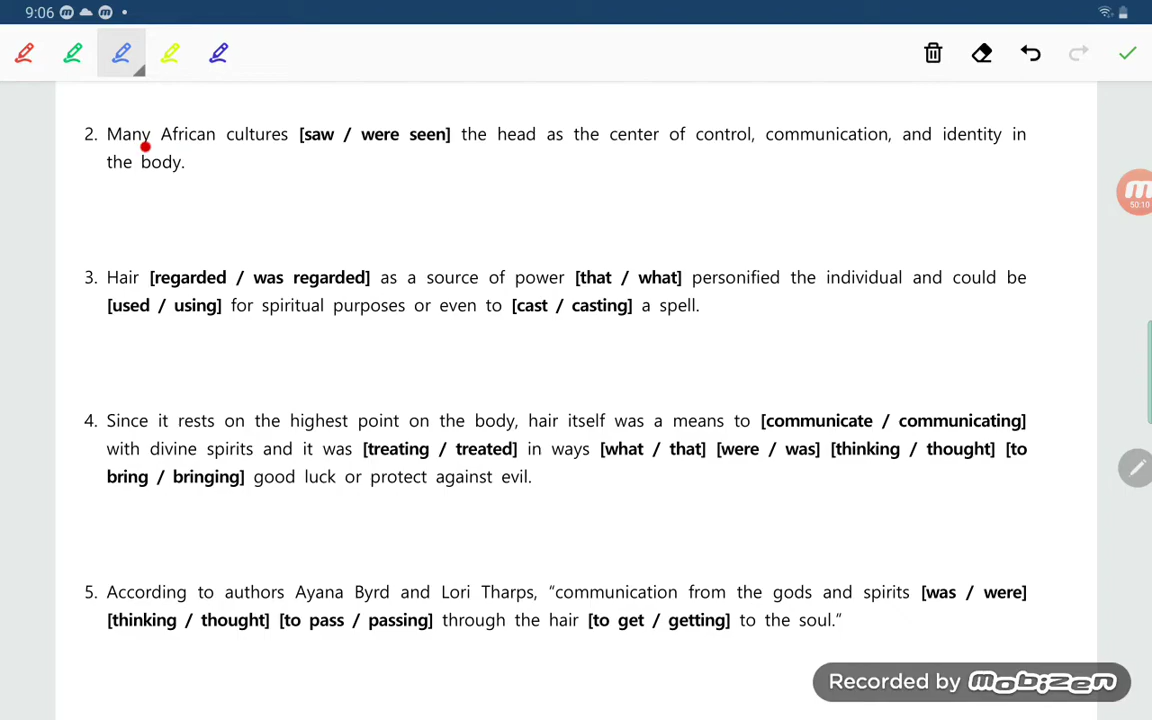 9:06
2. Many African cultures [saw / were seen] the head as the center of control, communication, and identity in
the body.
50:10
3. Hair [regarded / was regarded] as a source of power [that / what] personified the individual and could be
[used / using] for spiritual purposes or even to [cast / casting] a spell.
4. Since it rests on the highest point on the body, hair itself was a means to [communicate / communicating]
with divine spirits and it was [treating / treated] in ways [what / that] [were / was] [thinking / thought] [to
bring / bringing] good luck or protect against evil.
5. According to authors Ayana Byrd and Lori Tharps, “communication from the gods and spirits [was / were]
[thinking / thought] [to pass / passing] through the hair [to get / getting] to the soul.”
Recorded by mobizen